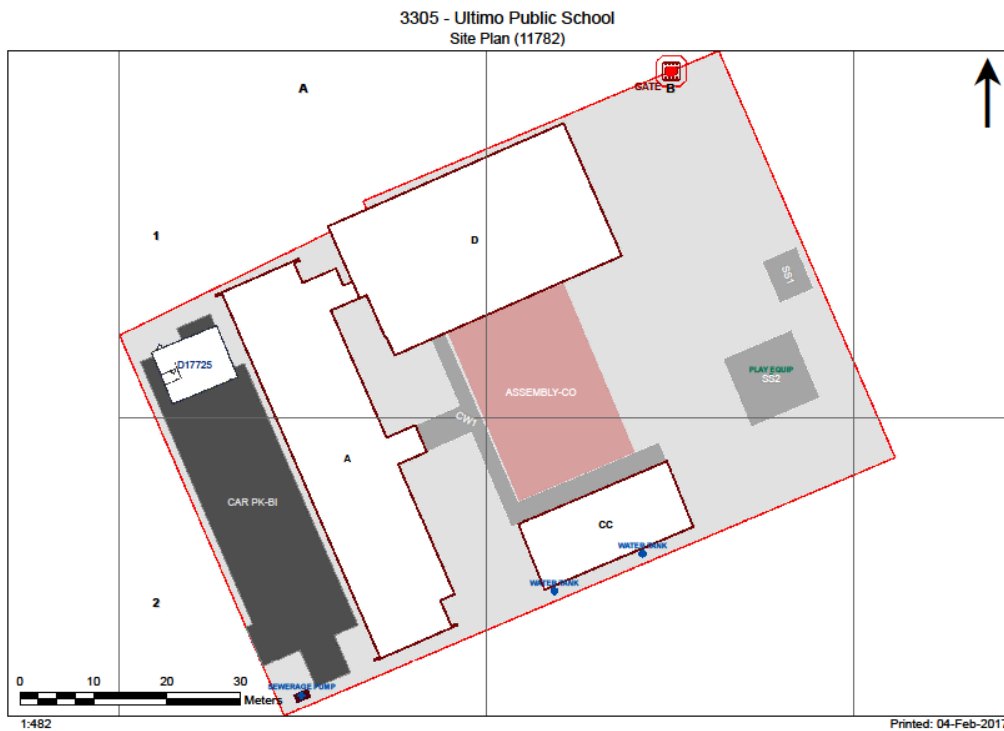 3305 - Ultimo Public School
Site Plan (11782)
A
GATE B
1
D
SS1
D17725
PLAY EQUIP
SS2
ASSEMBLY-CO
CW1
A
CAR PK-BI
CC
WATER TANK
WATER TANK
2
SEWERAGE PUMP
0 10 20 30
Meters
1:482
Printed: 04-Feb-2017